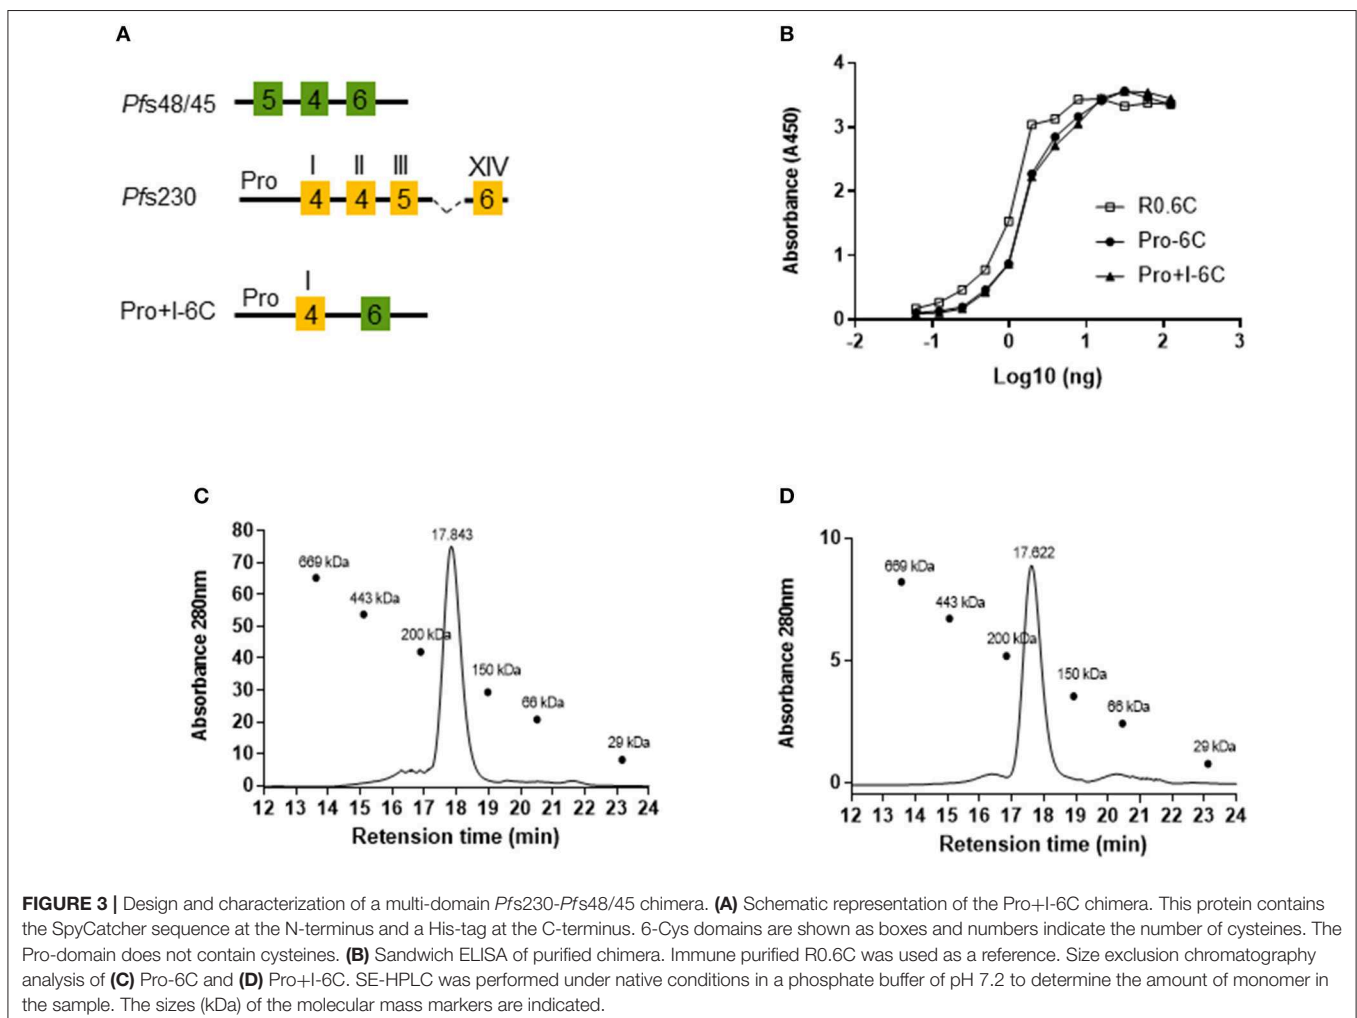 A
Pfs48/45
5 4 6
I II III XIV
Pro
Pfs230
4 4 5 6
I
Pro
Pro+I-6C
4 6
B
4
3
2
1
0
Absorbance (A450)
R0.6C
Pro-6C
Pro+I-6C
-2 -1 0 1 2 3
Log10 (ng)
C
80
70
60
50
40
30
20
10
0
Absorbance 280nm
17.843
669 kDa
443 kDa
200 kDa
150 kDa
66 kDa
29 kDa
12 13 14 15 16 17 18 19 20 21 22 23 24
Retension time (min)
D
10
5
0
Absorbance 280nm
17.622
669 kDa
443 kDa
200 kDa
150 kDa
66 kDa
29 kDa
12 13 14 15 16 17 18 19 20 21 22 23 24
Retension time (min)
FIGURE 3 | Design and characterization of a multi-domain Pfs230-Pfs48/45 chimera. (A) Schematic representation of the Pro+I-6C chimera. This protein contains
the SpyCatcher sequence at the N-terminus and a His-tag at the C-terminus. 6-Cys domains are shown as boxes and numbers indicate the number of cysteines. The
Pro-domain does not contain cysteines. (B) Sandwich ELISA of purified chimera. Immune purified R0.6C was used as a reference. Size exclusion chromatography
analysis of (C) Pro-6C and (D) Pro+I-6C. SE-HPLC was performed under native conditions in a phosphate buffer of pH 7.2 to determine the amount of monomer in
the sample. The sizes (kDa) of the molecular mass markers are indicated.